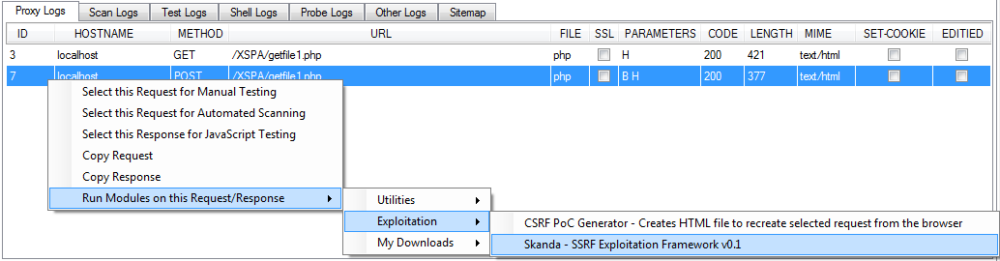 Proxy Logs Scan Logs Test Logs Shell Logs Probe Logs Other Logs Sitemap
ID HOSTNAME METHOD URL FILE SSL PARAMETERS CODE LENGTH MIME SET-COOKIE EDITIED
3 localhost GET /XSPA/getfile1.php php H 200 421 text/html
7 localhost POST /XSPA/getfile1.php php B H 200 377 text/html
Select this Request for Manual Testing
Select this Request for Automated Scanning
Select this Response for JavaScript Testing
Copy Request
Copy Response
Run Modules on this Request/Response
Utilities
Exploitation
My Downloads
CSRF PoC Generator - Creates HTML file to recreate selected request from the browser
Skanda - SSRF Exploitation Framework v0.1